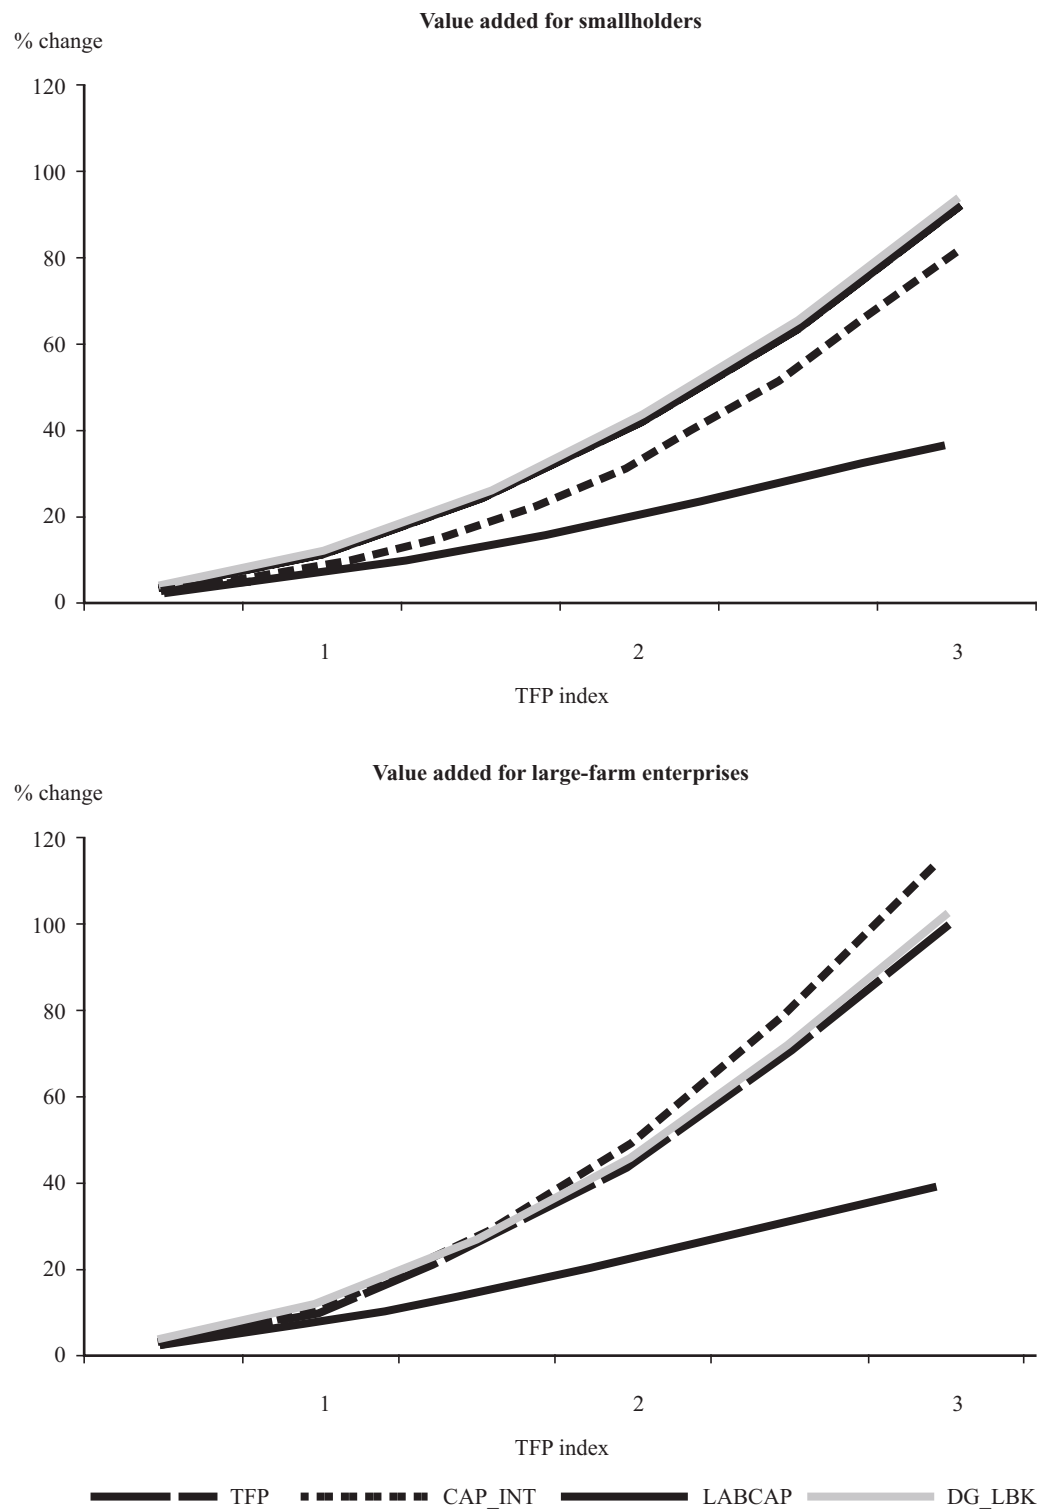 Value added for smallholders
% change
120
100
80
60
40
20
0
1 2 3
TFP index
Value added for large-farm enterprises
% change
120
100
80
60
40
20
0
1 2 3
TFP index
TFP CAP_INT LABCAP DG_LBK